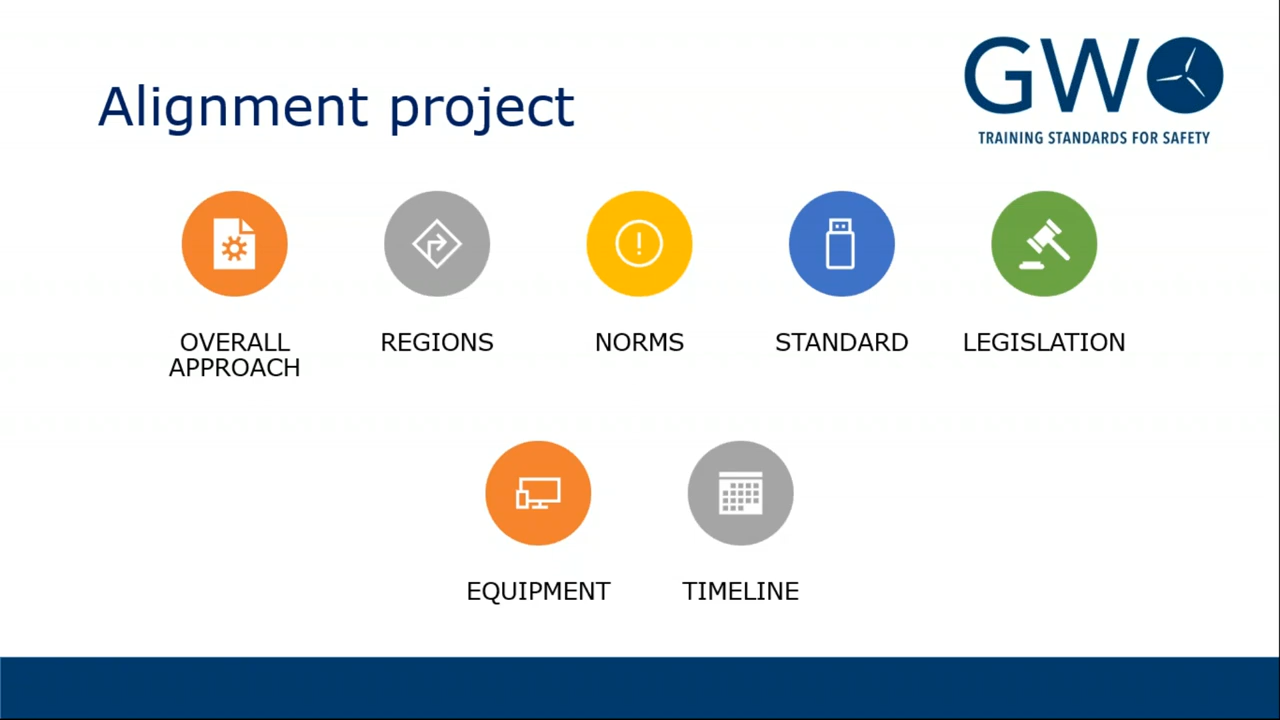 GWO
TRAINING STANDARDS FOR SAFETY
Alignment project
OVERALL
APPROACH
REGIONS
NORMS
STANDARD
LEGISLATION
EQUIPMENT
TIMELINE